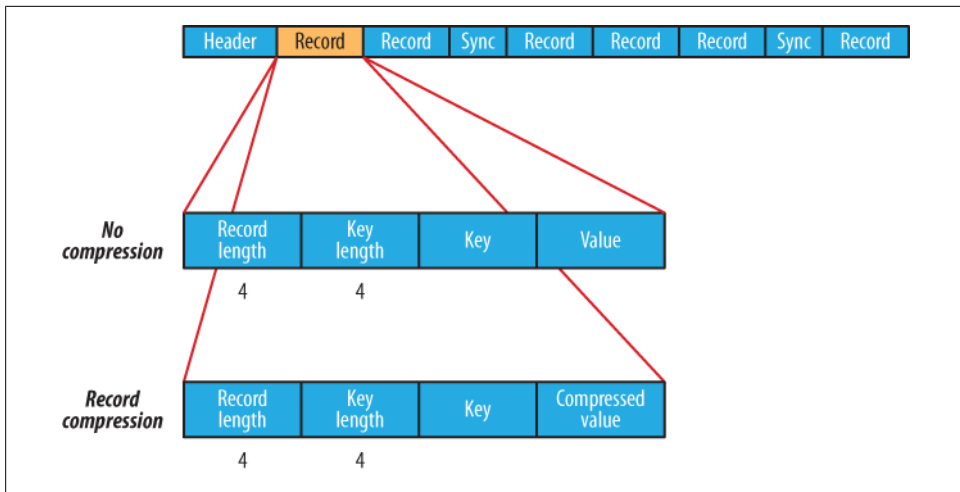 Header Record Record Sync Record Record Record Sync Record
No
compression
Record
length
Key
length
Key
Value
4 4
Record
compression
Record
length
Key
length
Key
Compressed
value
4 4